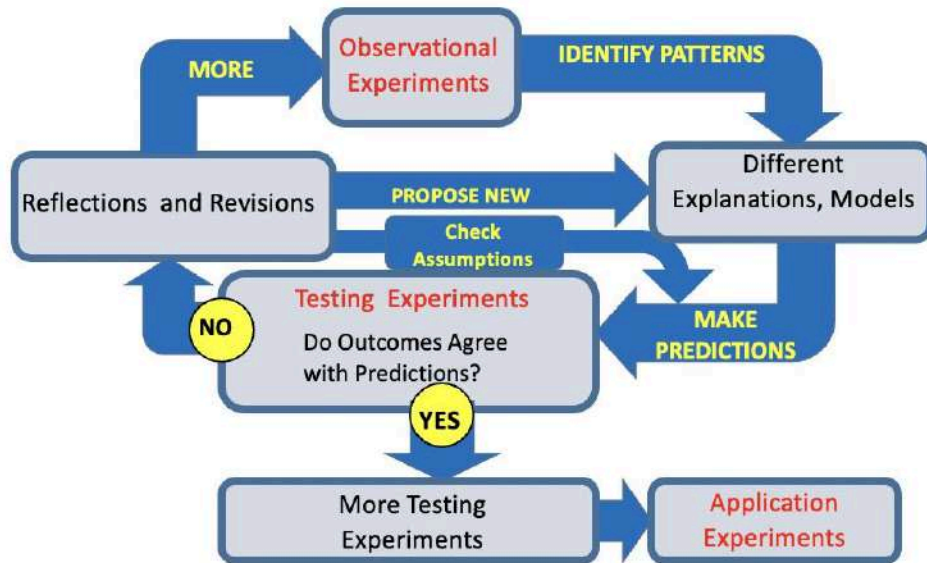 Observational
Experiments
MORE
IDENTIFY PATTERNS
Reflections and Revisions
PROPOSE NEW
Different
Explanations, Models
Check
Assumptions
Testing Experiments
NO
Do Outcomes Agree
with Predictions?
MAKE
PREDICTIONS
YES
More Testing
Experiments
Application
Experiments